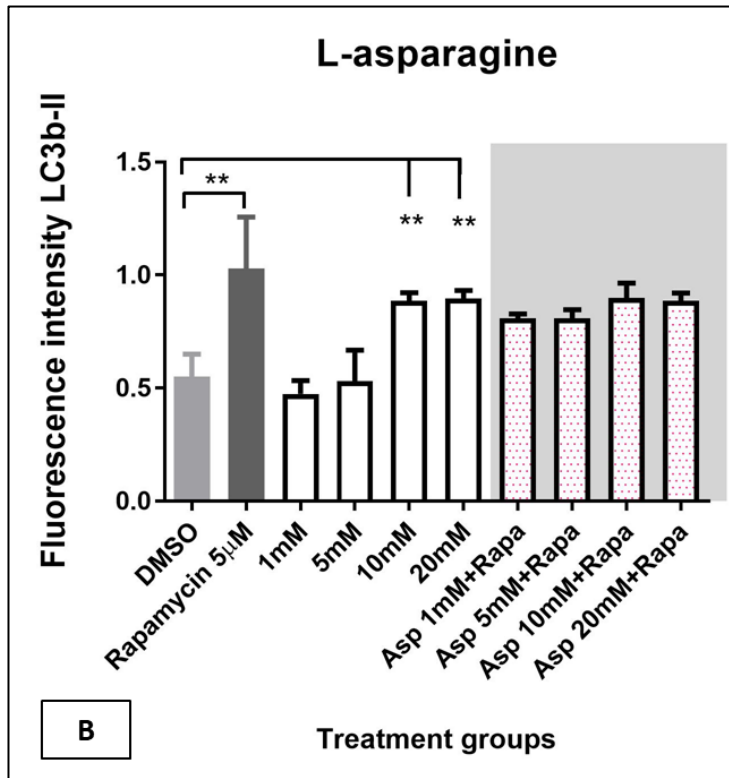 L-asparagine
Fluorescence intensity LC3b-II
1.5
1.0
0.5
0.0
**
**
**
DMSO
Rapamycin 5μM
1mM
5mM
10mM
20mM
Asp 1mM+Rapa
Asp 5mM+Rapa
Asp 10mM+Rapa
Asp 20mM+Rapa
B
Treatment groups